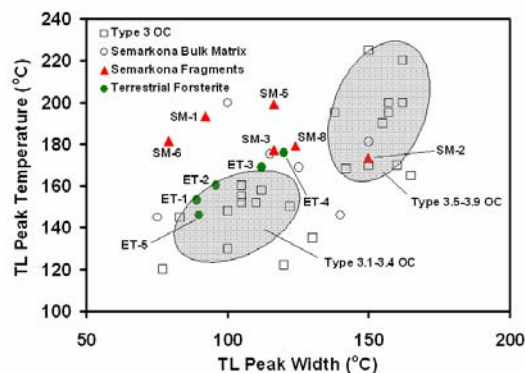 220
200
180
160
140
120
100
50
100
150
200
TL Peak Temperature (°C)
TL Peak Width (°C)
Type 3 OC
Semarkona Bulk Matrix
Semarkona Fragments
Terrestrial Forsterite
SM-5
SM-1
SM-6
SM-3
SM-8
SM-2
ET-3
ET-2
ET-1
ET-4
ET-5
Type 3.5-3.9 OC
Type 3.1-3.4 OC